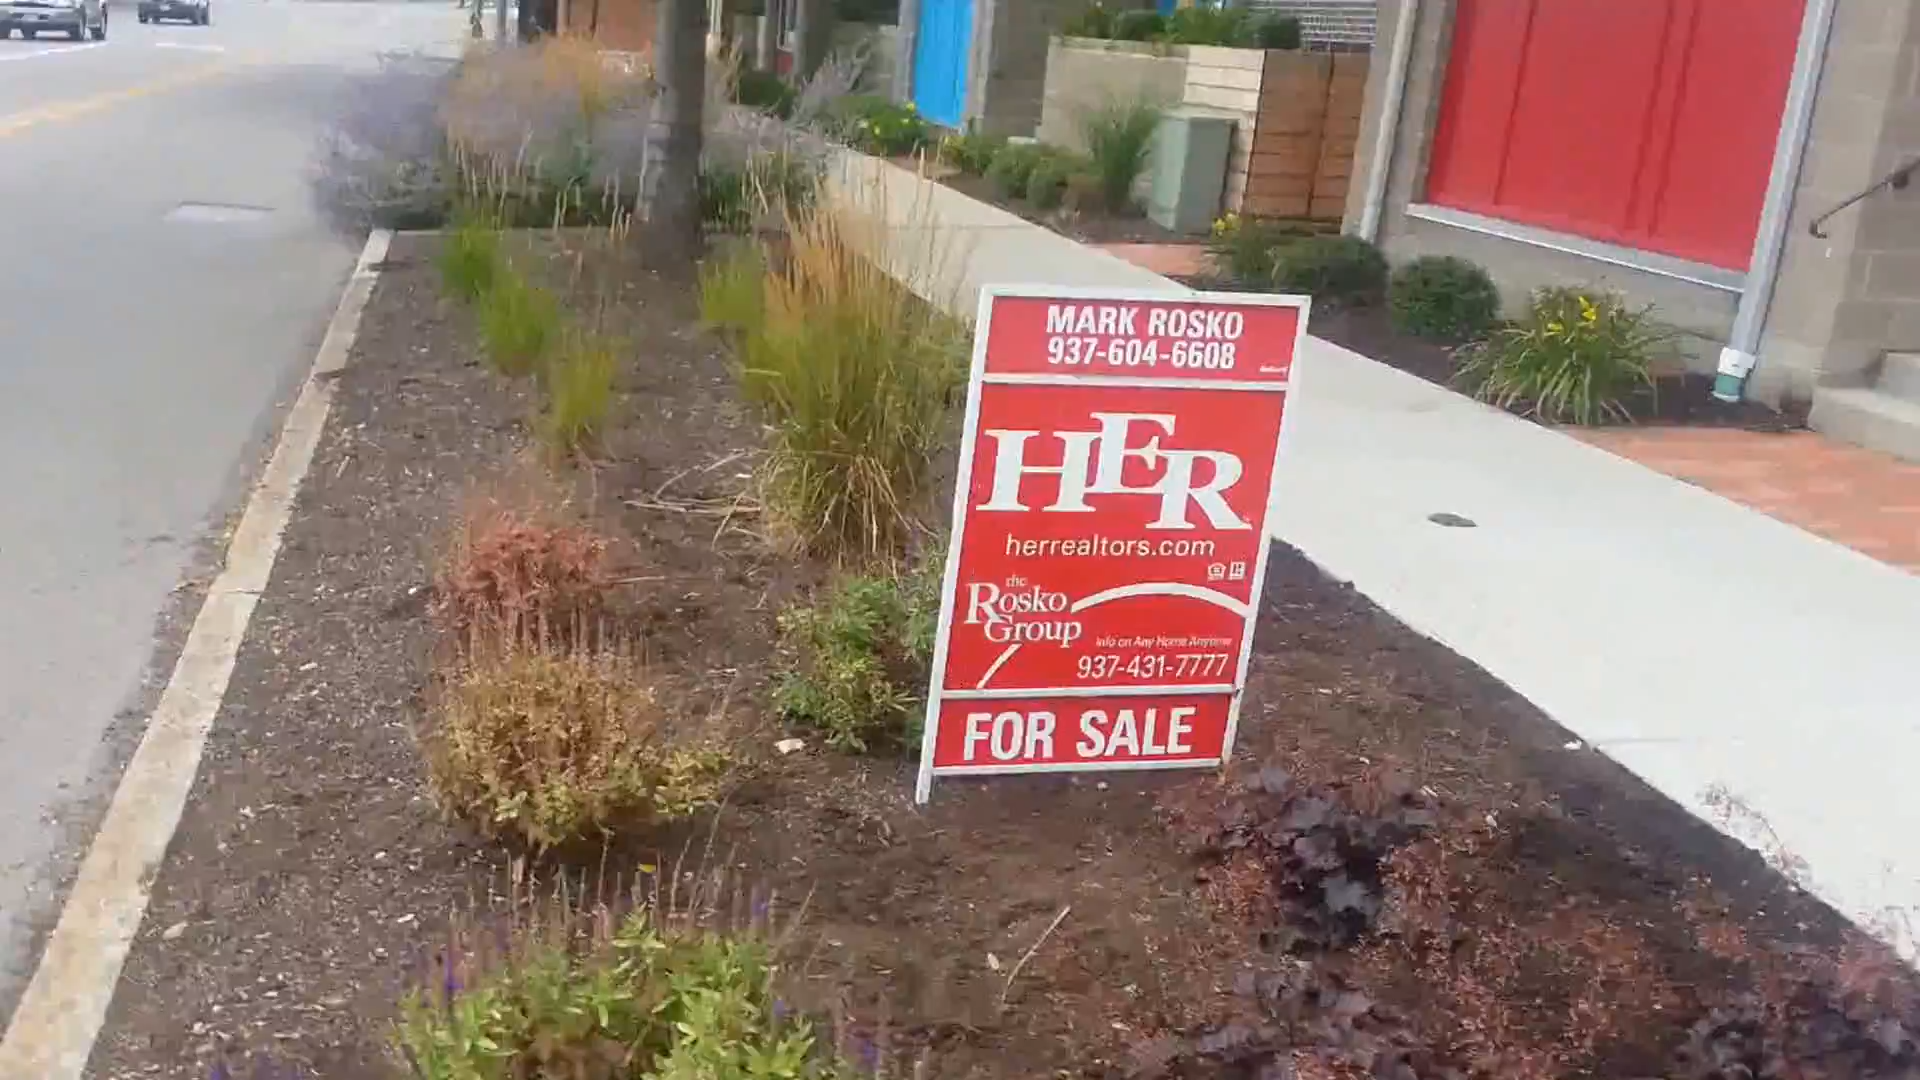 MARK ROSKO
937-604-6608
HER
herrealtors.com
the
Rosko
Group
Info on Any Home Anytime
937-431-7777
FOR SALE